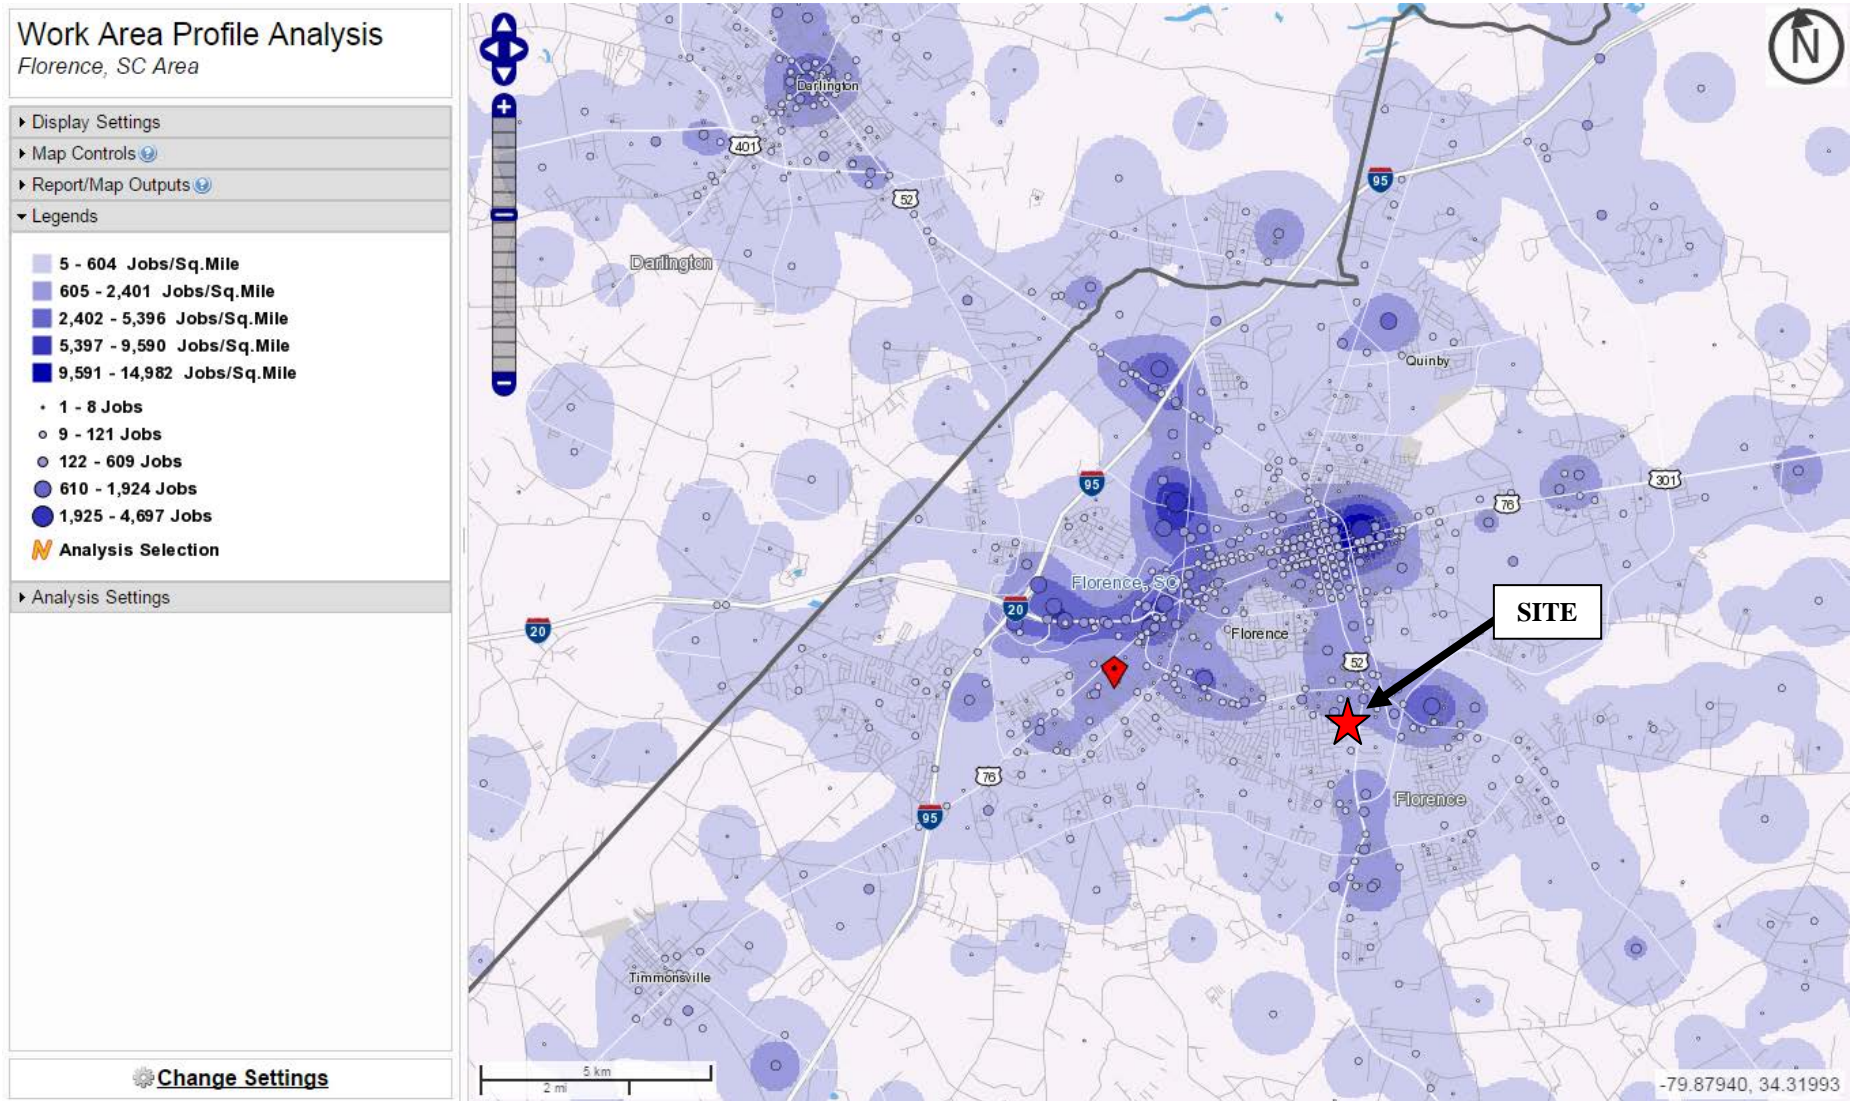 Work Area Profile Analysis
Florence, SC Area
Display Settings
Map Controls
Report/Map Outputs
Legends
5 - 604 Jobs/Sq.Mile
605 - 2,401 Jobs/Sq.Mile
2,402 - 5,396 Jobs/Sq.Mile
5,397 - 9,590 Jobs/Sq.Mile
9,591 - 14,982 Jobs/Sq.Mile
1 - 8 Jobs
9 - 121 Jobs
122 - 609 Jobs
610 - 1,924 Jobs
1,925 - 4,697 Jobs
Analysis Selection
Analysis Settings
Change Settings
N
Darlington
401
52
95
Darlington
Quinby
95
301
76
Florence, SC
20
20
Florence
SITE
52
76
95
Florence
Timmonsville
5 km
2 mi
-79.87940, 34.31993